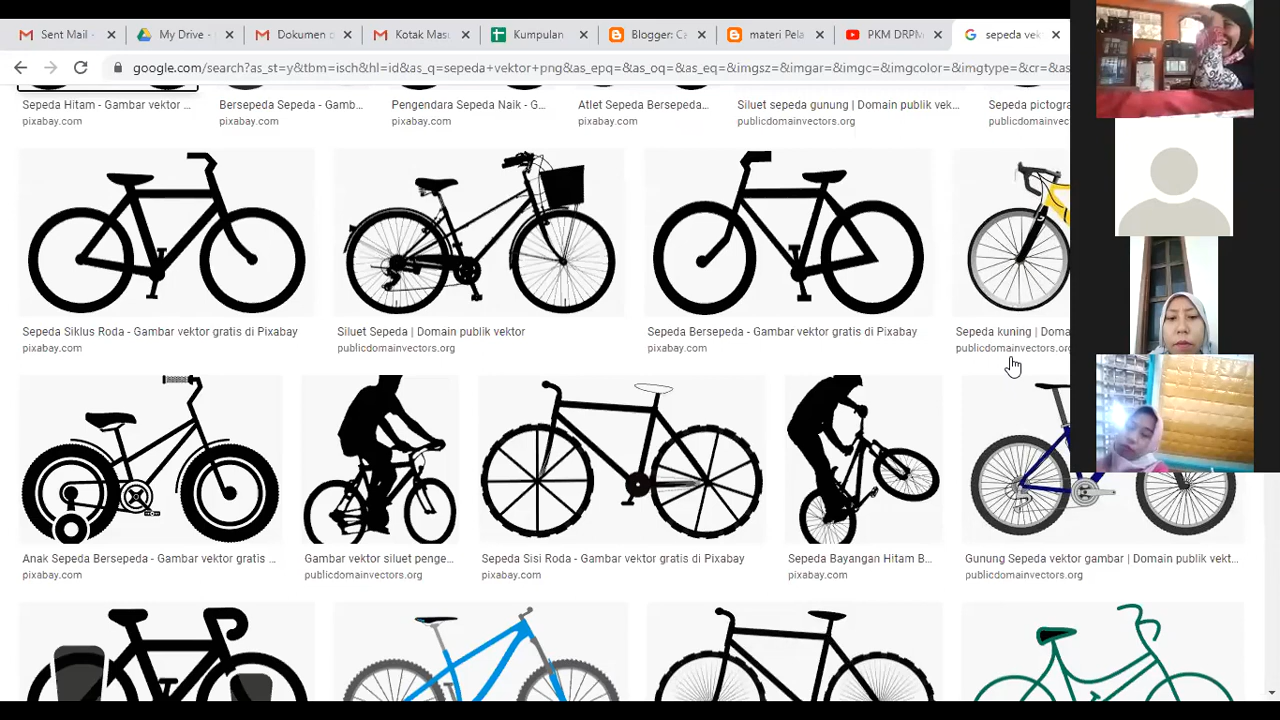 Sent Mail -
My Drive -
Dokumen
Kotak Mas
Kumpulan
Blogger: Ca
materi Pela
PKM DRPM
sepeda vek
google.com/search?as_st=y&tbm=isch&hl=id&as_q=sepeda+vektor+png&as_epq=&as_oq=&as_eq=&imgsz=&imgar=&imgc=&imgcolor=&imgtype=&cr=&as
Sepeda Hitam - Gambar vektor ...
pixabay.com
Bersepeda Sepeda - Gamb...
pixabay.com
Pengendara Sepeda Naik - G...
pixabay.com
Atlet Sepeda Bersepeda...
pixabay.com
Siluet sepeda gunung | Domain publik vek...
publicdomainvectors.org
Sepeda pictog
publicdomainv
Sepeda Siklus Roda - Gambar vektor gratis di Pixabay
pixabay.com
Siluet Sepeda | Domain publik vektor
publicdomainvectors.org
Sepeda Bersepeda - Gambar vektor gratis di Pixabay
pixabay.com
Sepeda kuning | Doma
publicdomainvectors.org
Anak Sepeda Bersepeda - Gambar vektor gratis ...
pixabay.com
Gambar vektor siluet penge...
publicdomainvectors.org
Sepeda Sisi Roda - Gambar vektor gratis di Pixabay
pixabay.com
Sepeda Bayangan Hitam B...
pixabay.com
Gunung Sepeda vektor gambar | Domain publik vekt...
publicdomainvectors.org